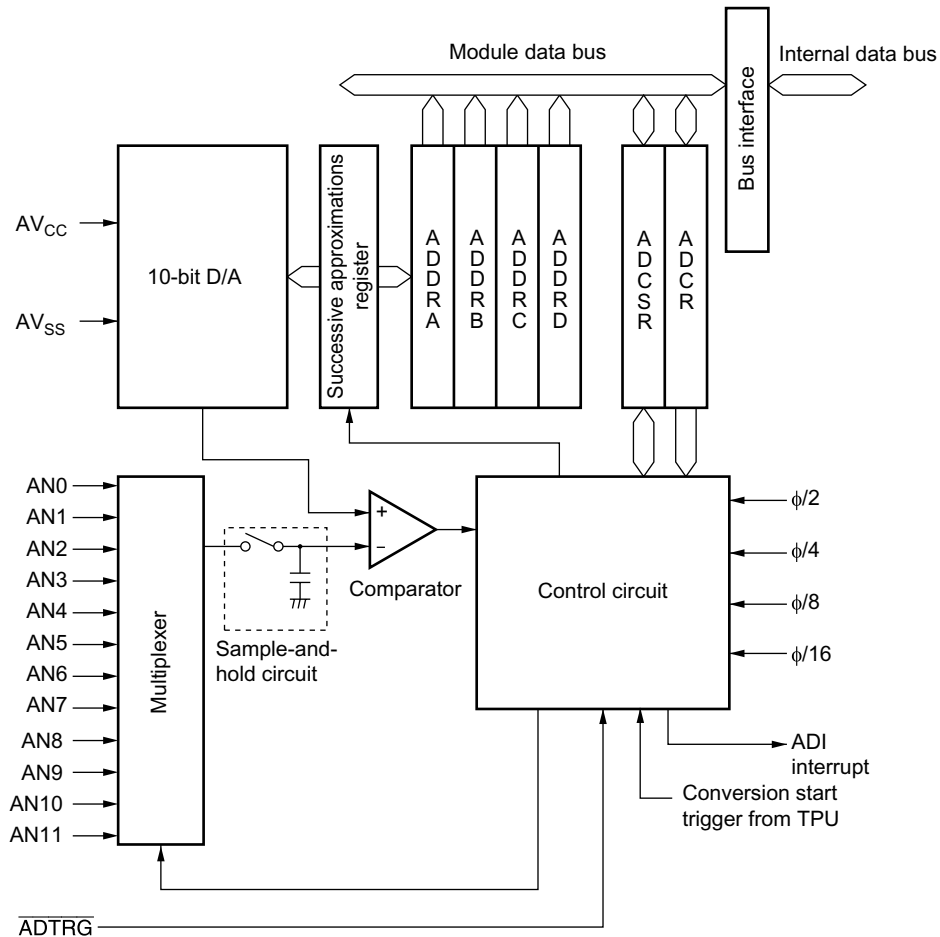 Module data bus
Internal data bus
Bus interface
AVCC
AVSS
10-bit D/A
Successive approximations
register
ADDRA
ADDRB
ADDRC
ADDRD
ADCSR
ADCR
AN0
AN1
AN2
AN3
AN4
AN5
AN6
AN7
AN8
AN9
AN10
AN11
Multiplexer
Sample-and-
hold circuit
+
−
Comparator
Control circuit
ϕ/2
ϕ/4
ϕ/8
ϕ/16
ADI
interrupt
Conversion start
trigger from TPU
ADTRG